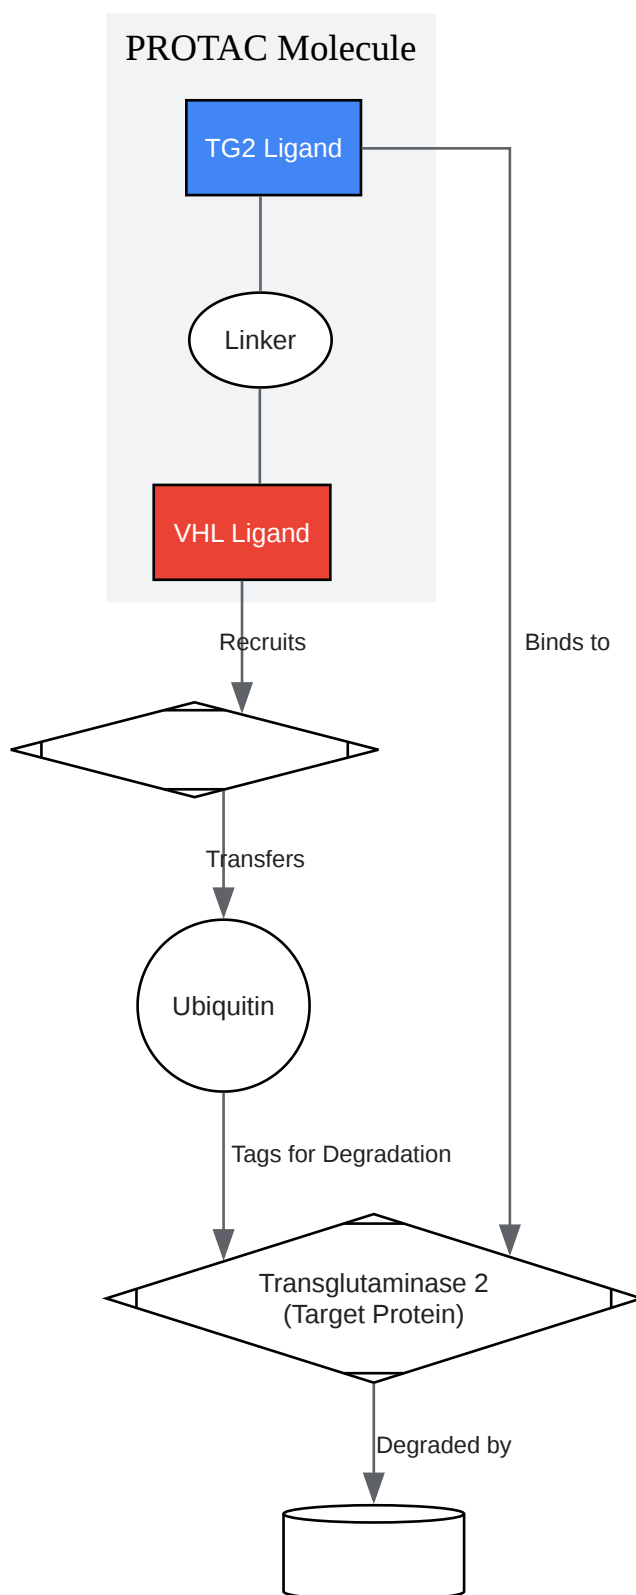 PROTAC Molecule
TG2 Ligand
Linker
VHL Ligand
Recruits
Binds to
Transfers
Ubiquitin
Tags for Degradation
Transglutaminase 2
(Target Protein)
Degraded by